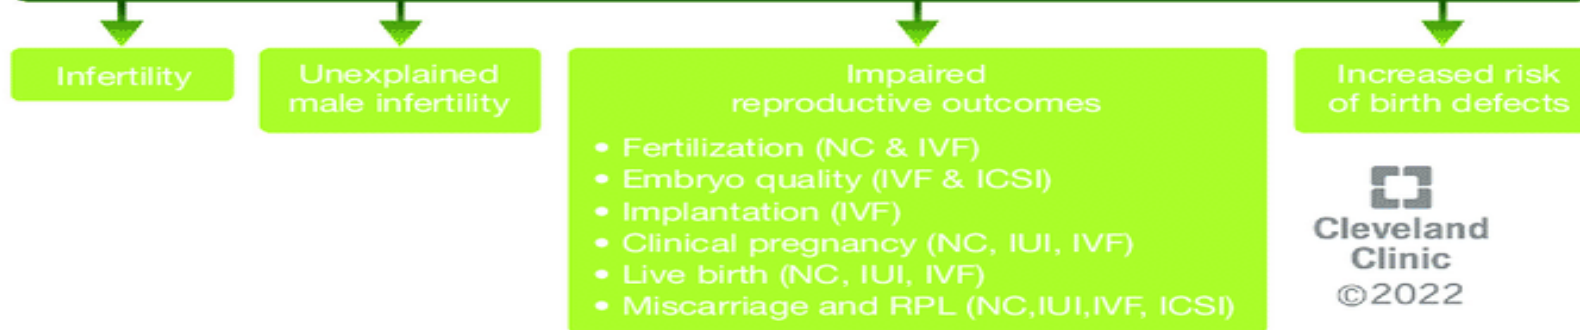 Infertility
Unexplained
male infertility
Impaired
reproductive outcomes
• Fertilization (NC & IVF)
• Embryo quality (IVF & ICSI)
• Implantation (IVF)
• Clinical pregnancy (NC, IUI, IVF)
• Live birth (NC, IUI, IVF)
• Miscarriage and RPL (NC,IUI,IVF, ICSI)
Increased risk
of birth defects
Cleveland
Clinic
©2022